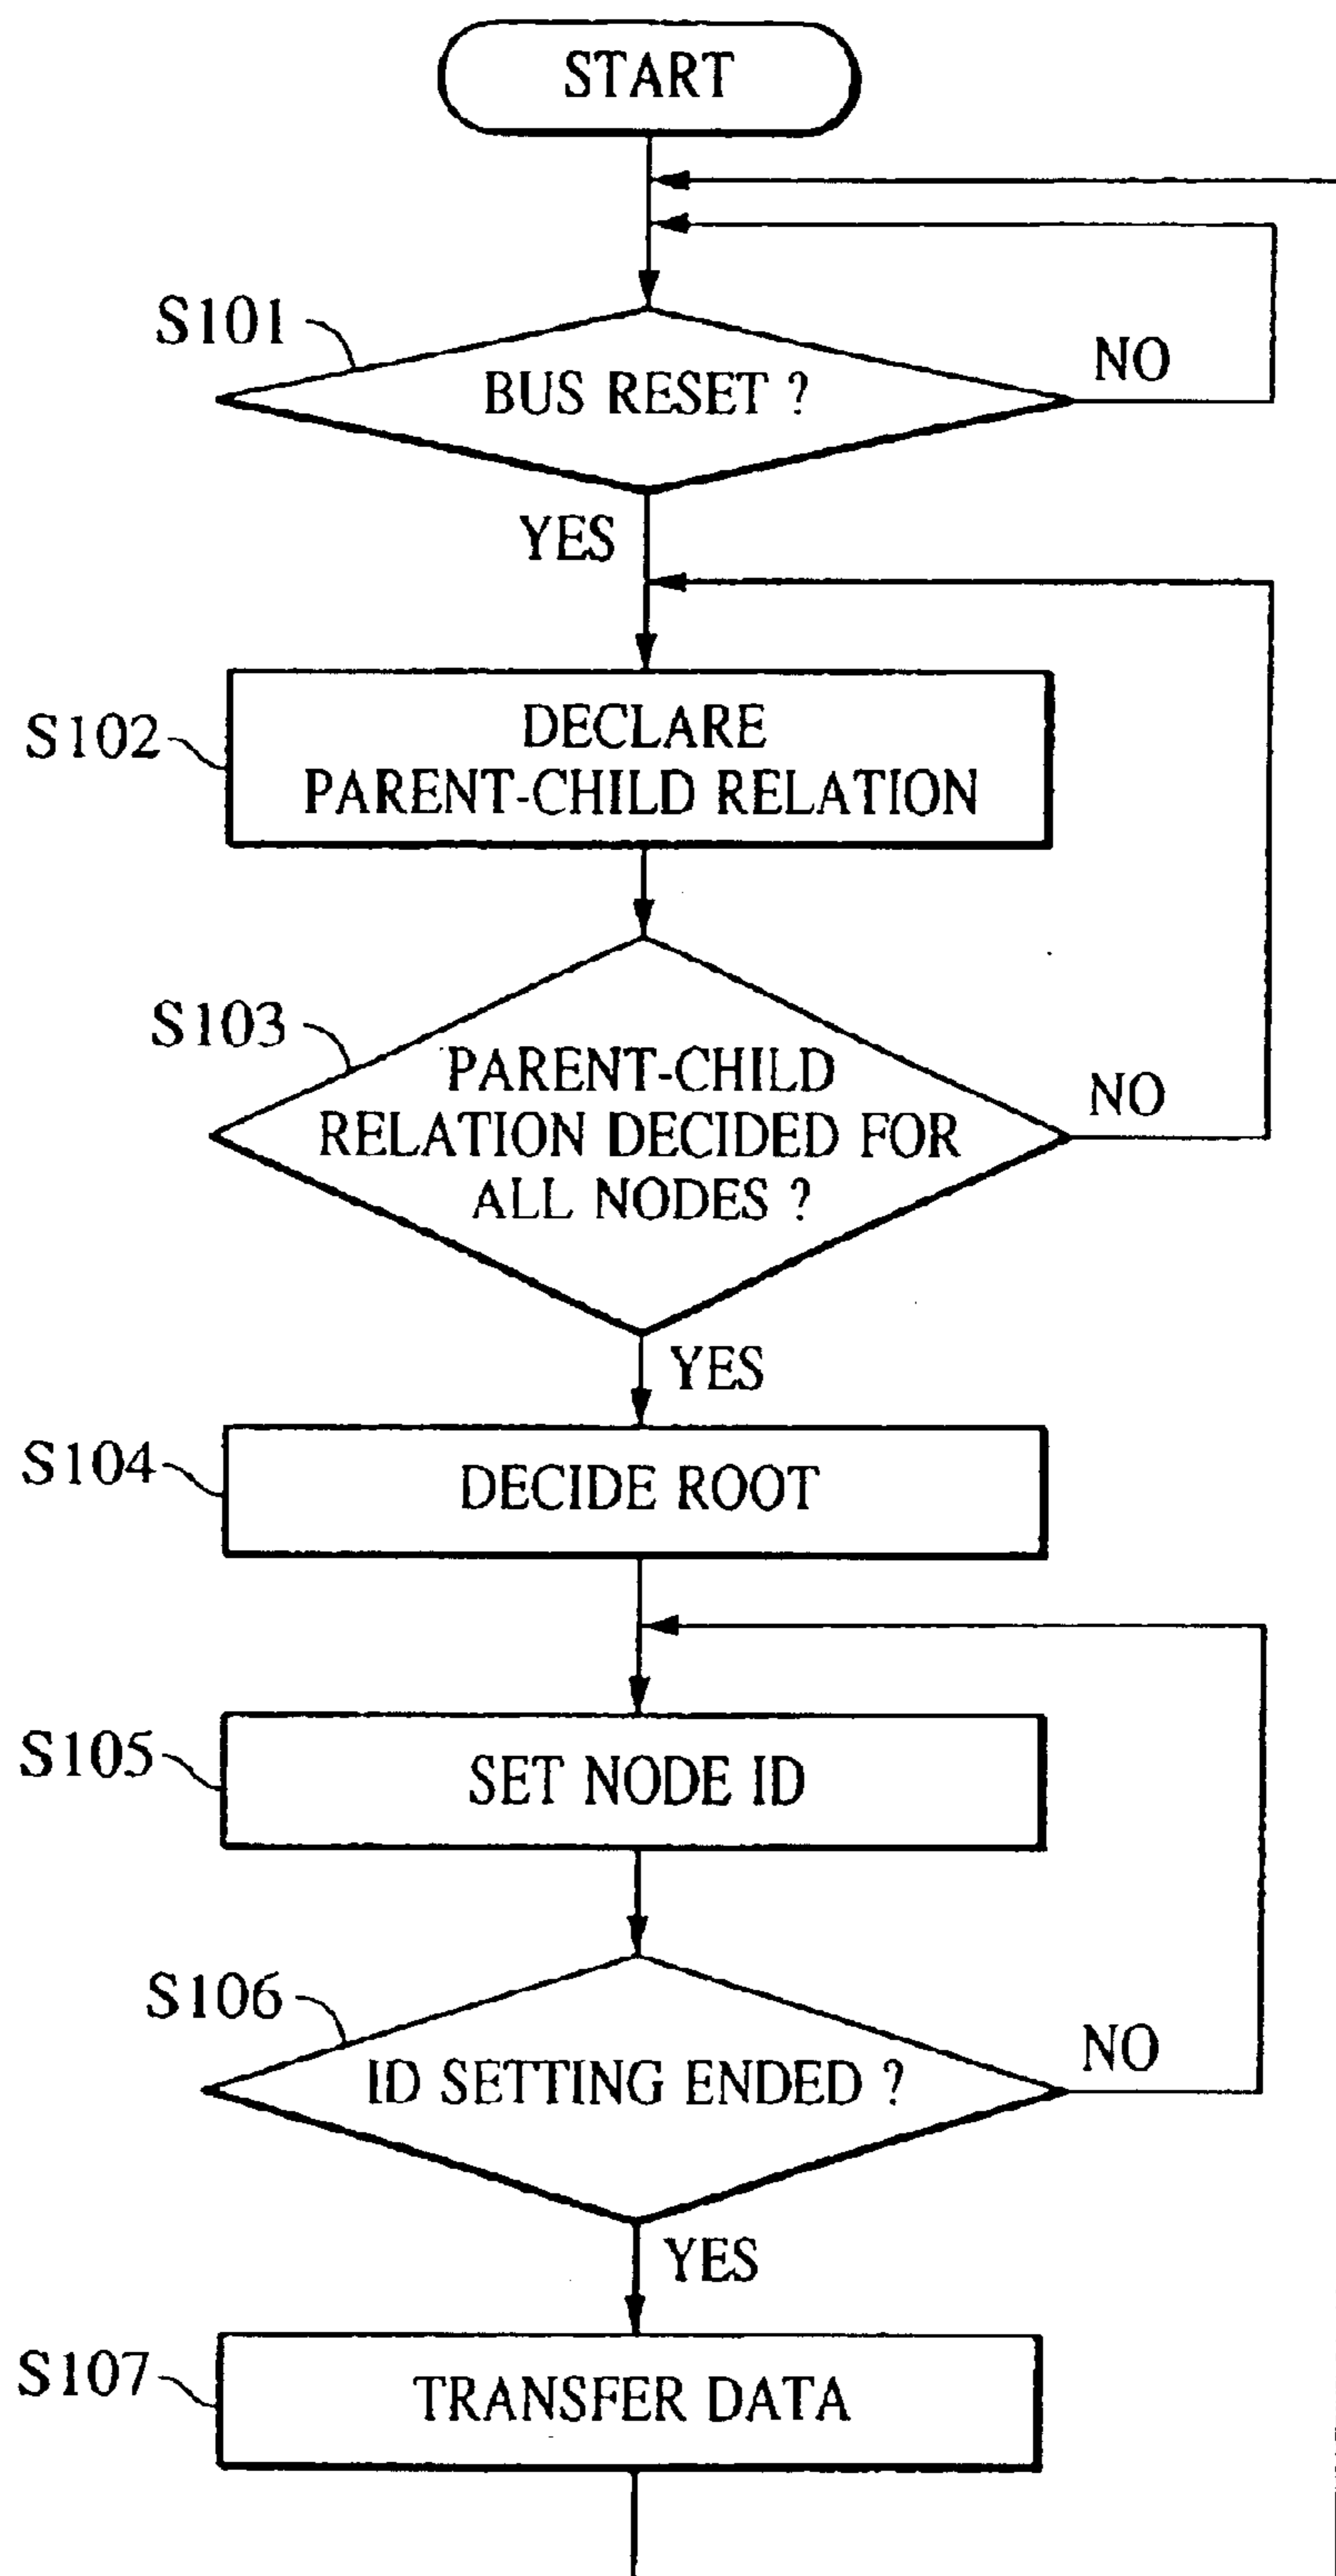 START
S101
BUS RESET ?
NO
YES
S102
DECLARE
PARENT-CHILD RELATION
S103
PARENT-CHILD
RELATION DECIDED FOR
ALL NODES ?
NO
YES
S104
DECIDE ROOT
S105
SET NODE ID
S106
ID SETTING ENDED ?
NO
YES
S107
TRANSFER DATA